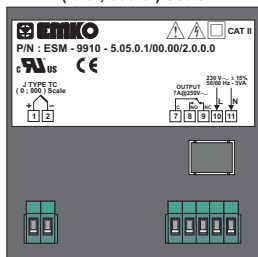 EMKO CAT II
P/N : ESM - 9910 - 5.05.0.1/00.00/2.0.0.0
c RU US CE
J TYPE TC
( 0 ; 800 ) Scale
+ -
1 2
OUTPUT
7A@250V~
C NO NC
230 V~ ± 15%
50/60 Hz - 3VA
L N
7 8 9 10 11